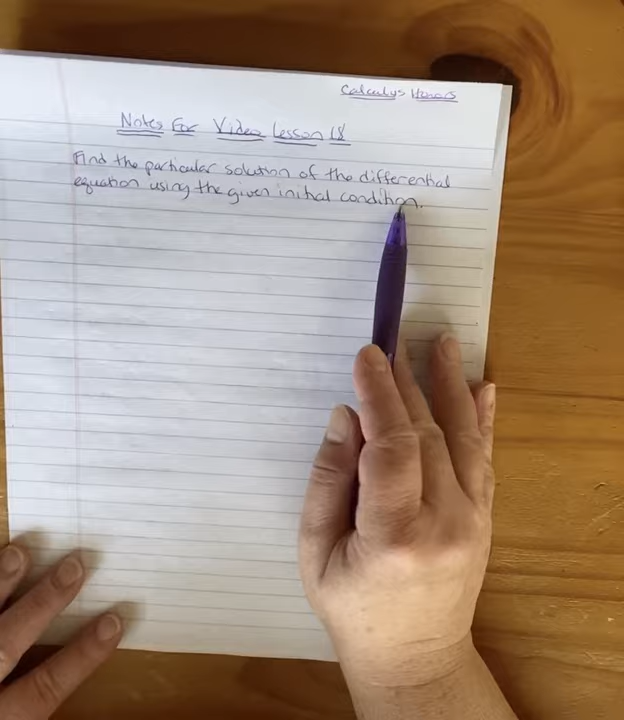 Calculus Honors
Notes For Video Lesson 18
Find the particular solution of the differential
equation using the given initial condition.